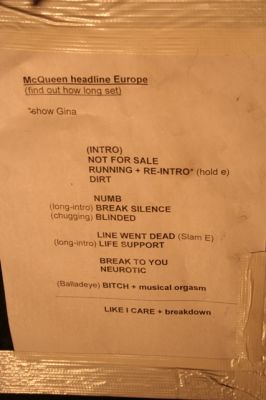 McQueen headline Europe
(find out how long set)
*show Gina
(INTRO)
NOT FOR SALE
RUNNING + RE-INTRO* (hold e)
DIRT
NUMB
(long-intro) BREAK SILENCE
(chugging) BLINDED
LINE WENT DEAD (Slam E)
(long-intro) LIFE SUPPORT
BREAK TO YOU
NEUROTIC
(Balladeye) BITCH + musical orgasm
LIKE I CARE + breakdown